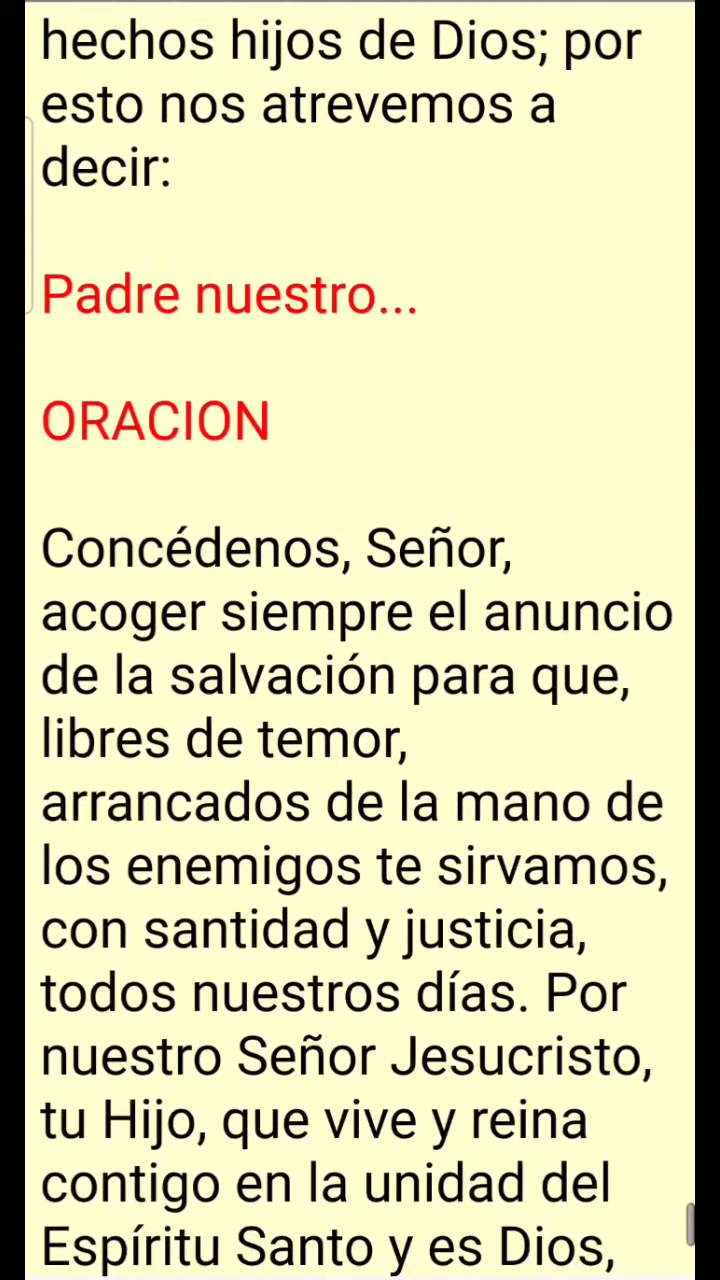 hechos hijos de Dios; por
esto nos atrevemos a
decir:
Padre nuestro...
ORACION
Concédenos, Señor,
acoger siempre el anuncio
de la salvación para que,
libres de temor,
arrancados de la mano de
los enemigos te sirvamos,
con santidad y justicia,
todos nuestros días. Por
nuestro Señor Jesucristo,
tu Hijo, que vive y reina
contigo en la unidad del
Espíritu Santo y es Dios,